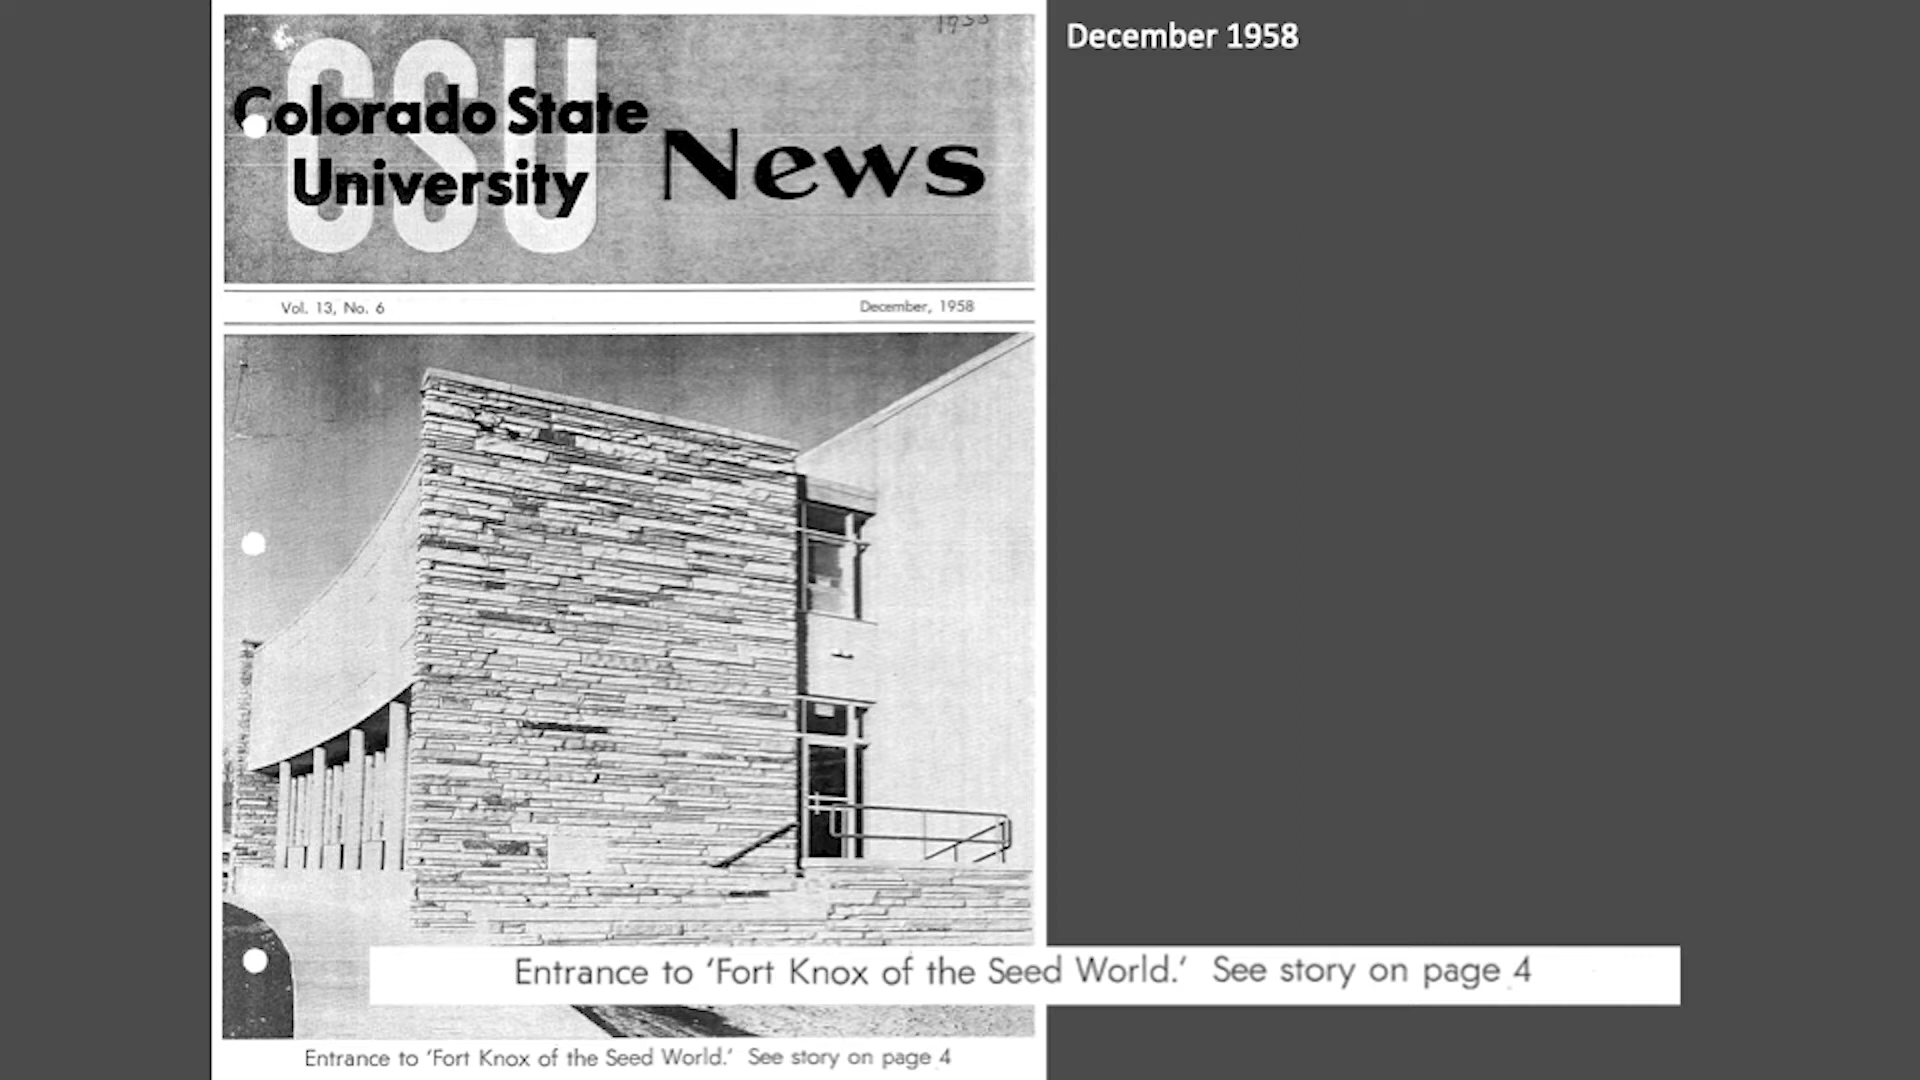 1958
CSU
Colorado State
University
News
December 1958
Vol. 13, No. 6
December, 1958
Entrance to ‘Fort Knox of the Seed World.’ See story on page 4
Entrance to ‘Fort Knox of the Seed World.’ See story on page 4